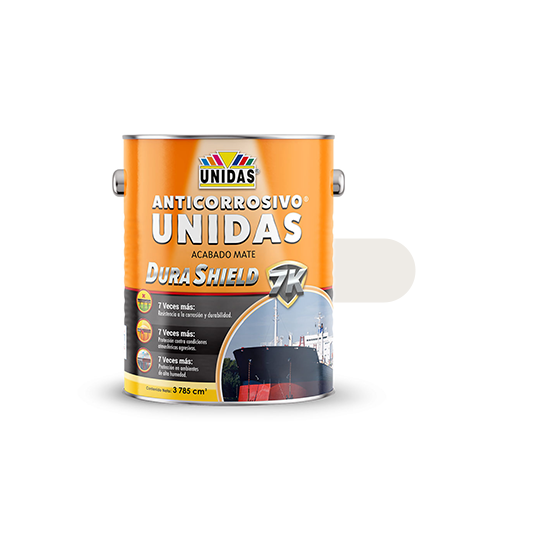 UNIDAS®
ANTICORROSIVO®
UNIDAS
ACABADO MATE
DURA SHIELD 7K
7 Veces más:
Resistencia a la corrosión y durabilidad.
7 Veces más:
Protección contra condiciones
atmosféricas agresivas.
7 Veces más:
Protección en ambientes
de alta humedad.
Contenido Neto: 3 785 cm³